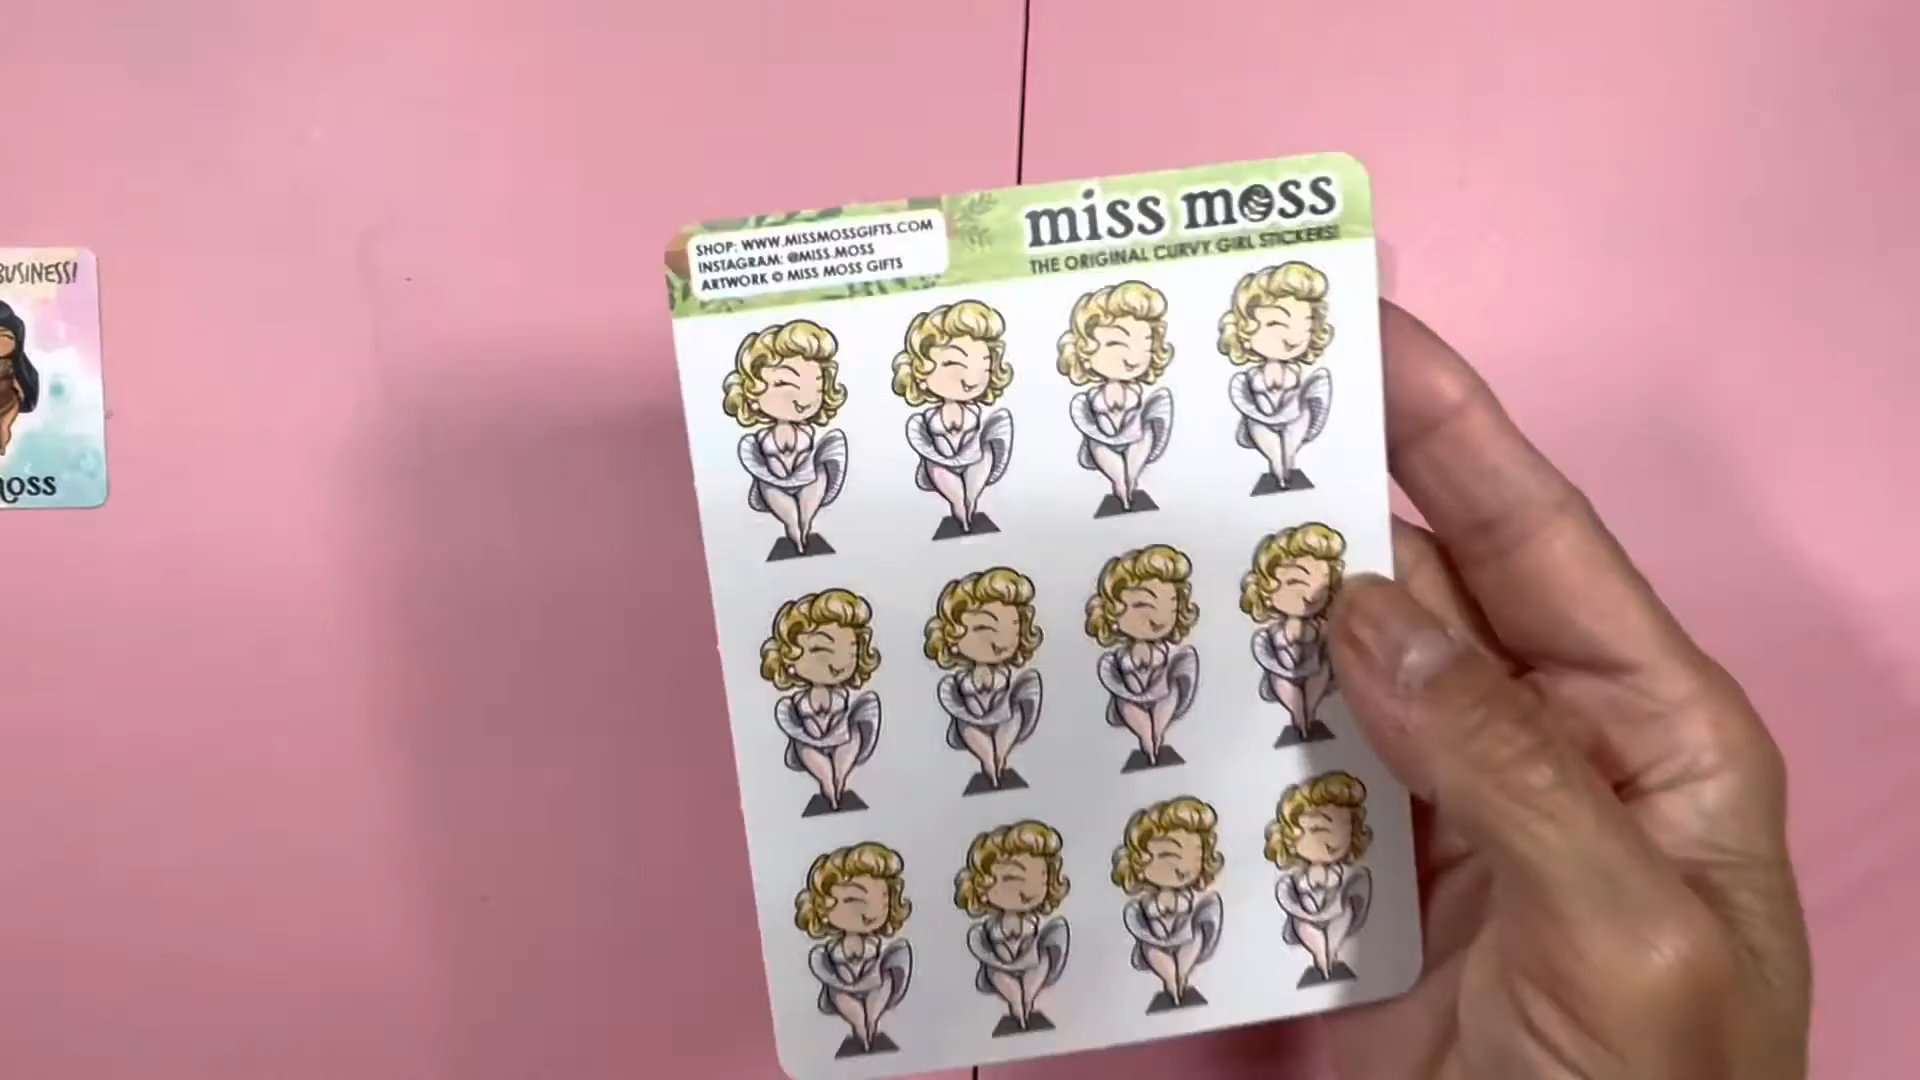 BUSINESS!
SHOP: WWW.MISSMOSSGIFTS.COM
INSTAGRAM: @MISS.MOSS
ARTWORK © MISS MOSS GIFTS
miss moss
THE ORIGINAL CURVY GIRL STICKERS!